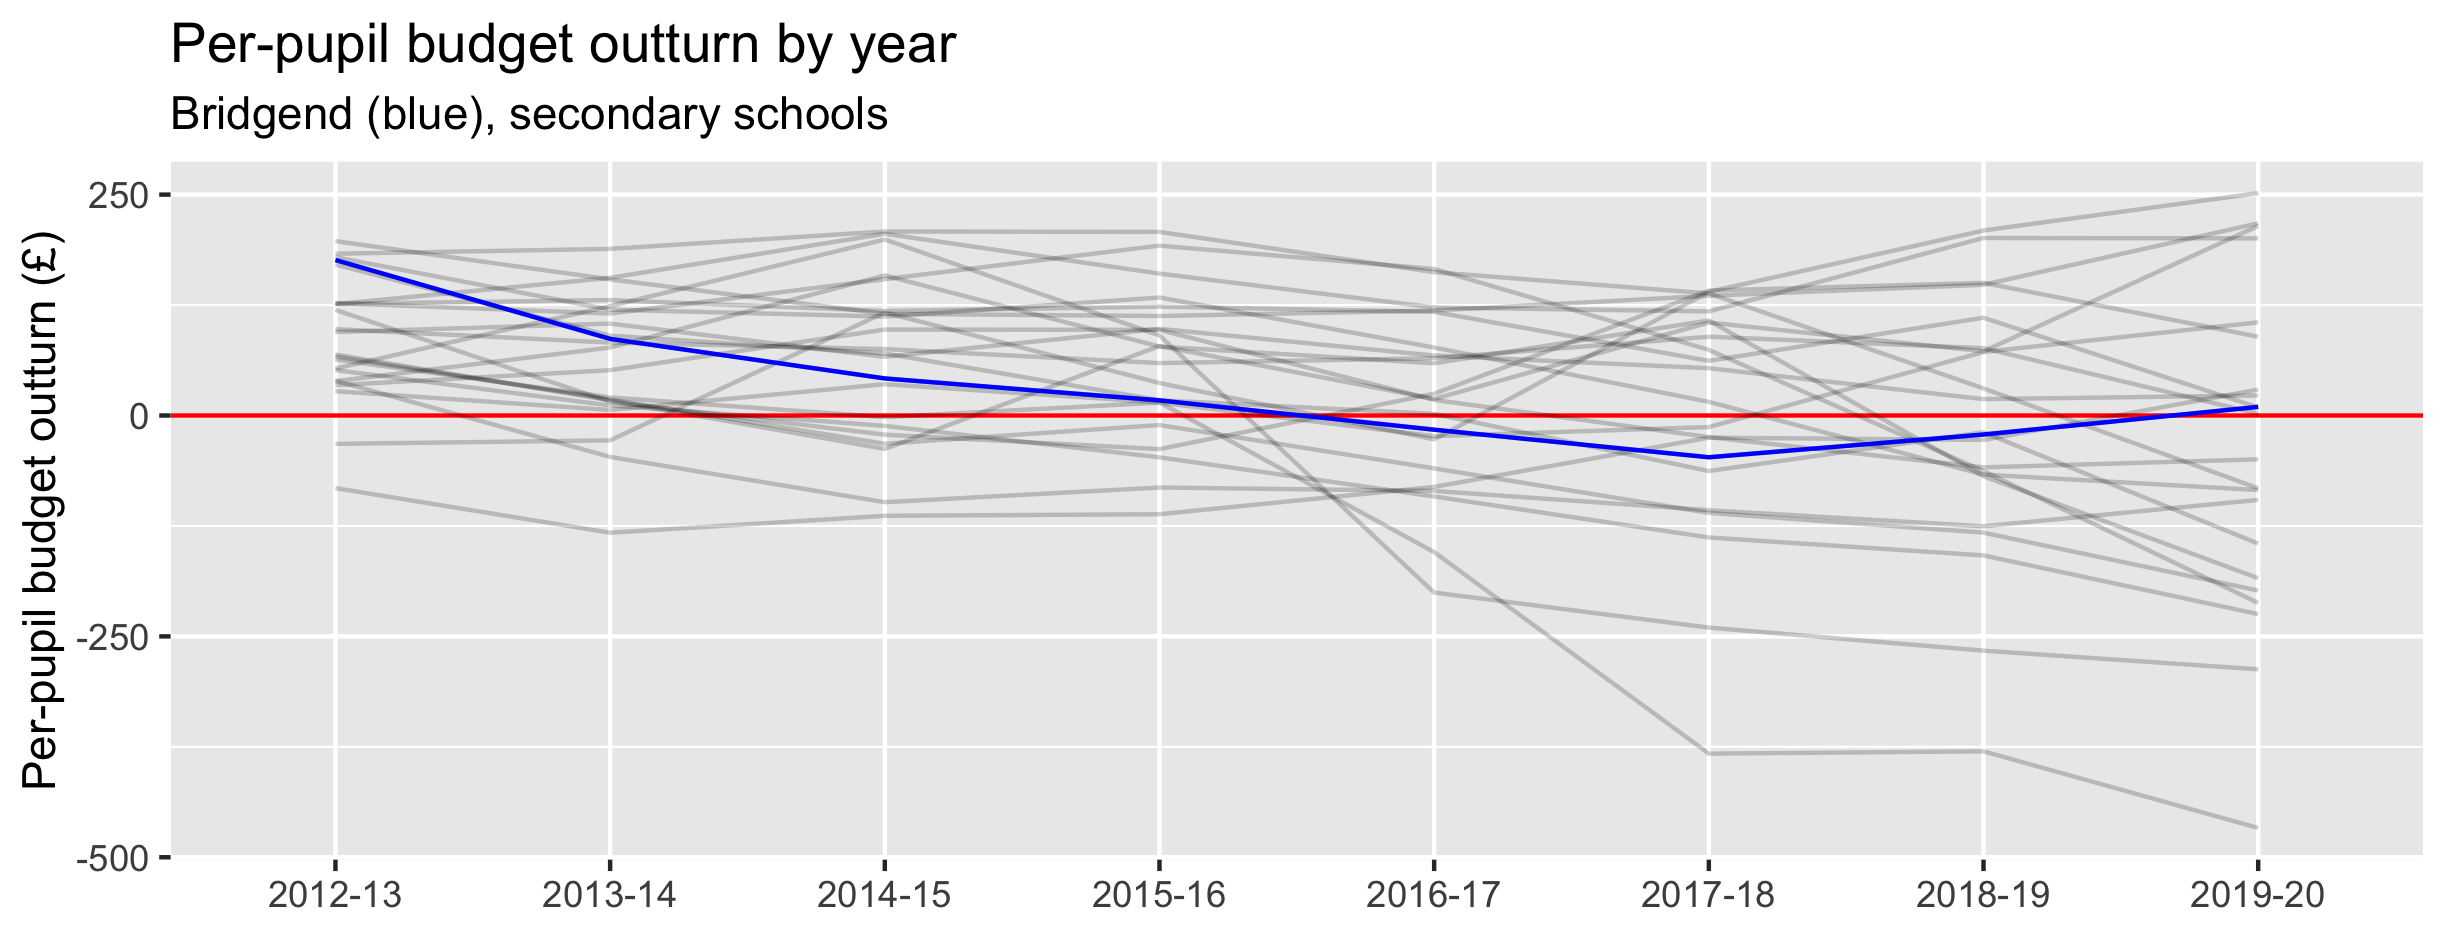 Per-pupil budget outturn by year
Bridgend (blue), secondary schools
Per-pupil budget outturn (£)
250
0
-250
-500
2012-13 2013-14 2014-15 2015-16 2016-17 2017-18 2018-19 2019-20